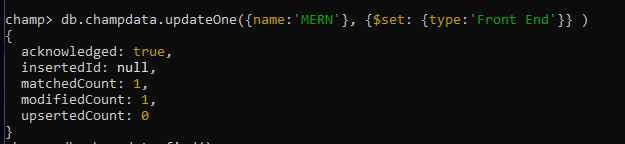 champ> db.champdata.updateOne({name:'MERN'}, {$set: {type:'Front End'}} )
{
  acknowledged: true,
  insertedId: null,
  matchedCount: 1,
  modifiedCount: 1,
  upsertedCount: 0
}